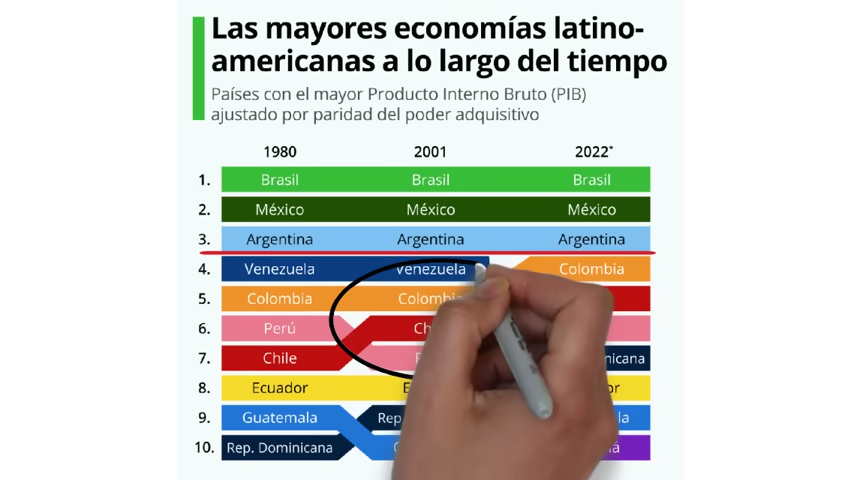 Las mayores economías latino-
americanas a lo largo del tiempo
Países con el mayor Producto Interno Bruto (PIB)
ajustado por paridad del poder adquisitivo
1980 2001 2022*
1. Brasil Brasil Brasil
2. México México México
3. Argentina Argentina Argentina
4. Venezuela Venezuela Colombia
5. Colombia Colombia
6. Perú
7. Chile
8. Ecuador
9. Guatemala Rep.
10. Rep. Dominicana